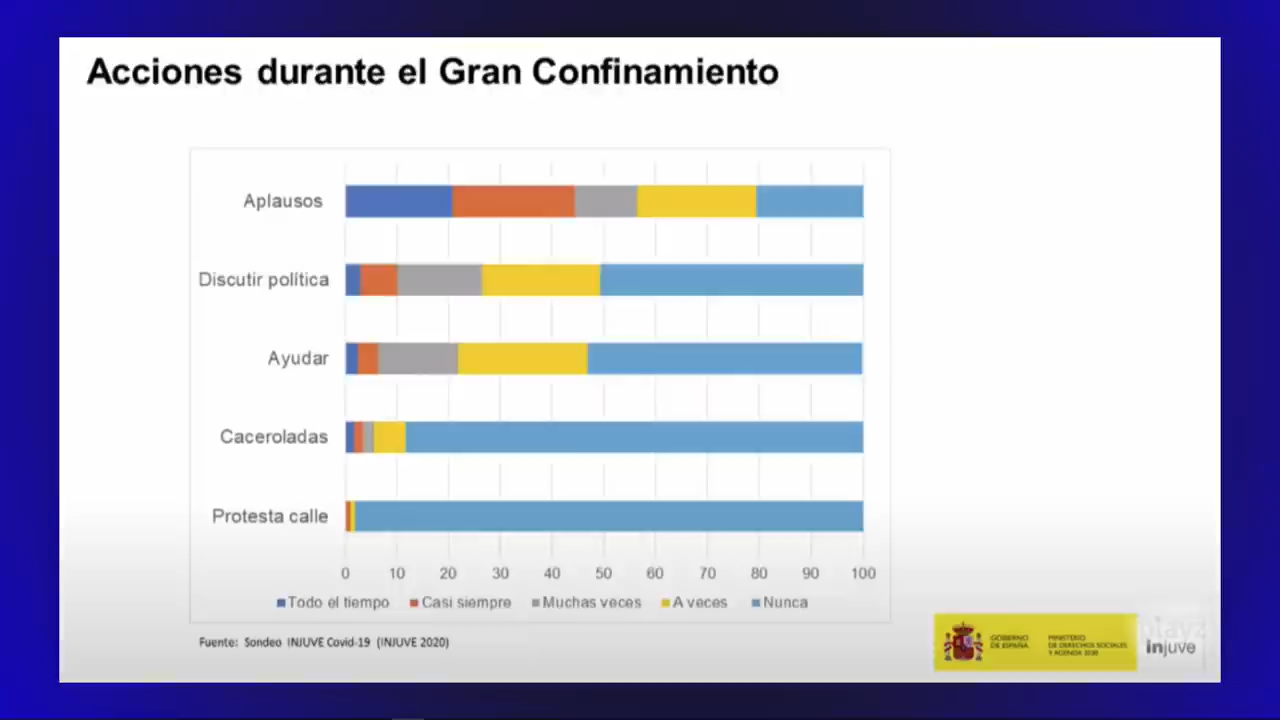 Acciones durante el Gran Confinamiento
Aplausos
Discutir política
Ayudar
Caceroladas
Protesta calle
0 10 20 30 40 50 60 70 80 90 100
Todo el tiempo Casi siempre Muchas veces A veces Nunca
Fuente: Sondeo INJUVE Covid-19 (INJUVE 2020)
GOBIERNO
DE ESPAÑA
MINISTERIO
DE DERECHOS SOCIALES
Y AGENDA 2030
playz
injuve